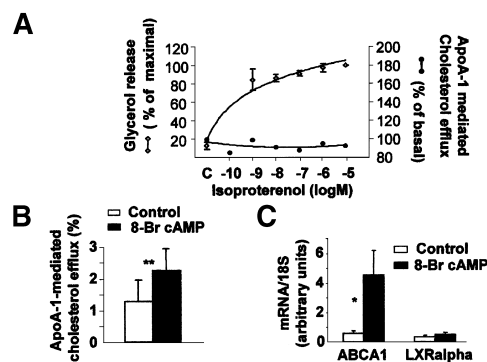 A
Glycerol release
( % of maximal)
120
100
80
60
40
20
200
180
160
140
120
100
80
ApoA-1 mediated
Cholesterol efflux
(% of basal)
C -10 -9 -8 -7 -6 -5
Isoproterenol (logM)
B
Control
8-Br cAMP
ApoA-1-mediated
cholesterol efflux (%)
3
2
1
0
**
C
Control
8-Br cAMP
mRNA/18S
(arbitrary units)
6
4
2
0
*
ABCA1 LXRalpha